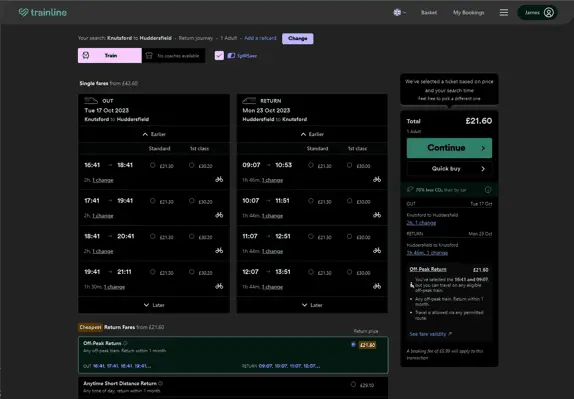 trainline
Basket
My Bookings
James
Your search: Knutsford to Huddersfield · Return journey · 1 Adult · Add a railcard
Change
Train
No coaches available
SplitSave
Single fares from £42.60
We've selected a ticket based on price
and your search time
Feel free to pick a different one
OUT
Tue 17 Oct 2023
Knutsford to Huddersfield
Earlier
Standard 1st class
16:41 → 18:41 £21.30 £30.20
2h, 1 change
17:41 → 19:41 £21.30 £30.20
2h, 1 change
18:41 → 20:41 £21.30 £30.20
2h, 1 change
19:41 → 21:11 £21.30 £30.20
1h 30m, 1 change
Later
RETURN
Mon 23 Oct 2023
Huddersfield to Knutsford
Earlier
Standard 1st class
09:07 → 10:53 £21.30 £30.00
1h 46m, 1 change
10:07 → 11:51 £21.30 £30.00
1h 44m, 1 change
11:07 → 12:51 £21.30 £30.00
1h 44m, 1 change
12:07 → 13:51 £21.30 £30.00
1h 44m, 1 change
Later
Total £21.60
1 Adult
Continue
Quick buy
70% less CO₂ than by car
OUT Tue 17 Oct
Knutsford to Huddersfield
2h, 1 change
RETURN Mon 23 Oct
Huddersfield to Knutsford
1h 46m, 1 change
Off-Peak Return £21.60
You've selected the 16:41 and 09:07,
but you can travel on any eligible
off-peak train.
Any off-peak train. Return within 1
month.
Travel is allowed via any permitted
route.
See fare validity
A booking fee of will apply to this
transaction
Cheapest Return Fares from £21.60
Return price
Off-Peak Return
Any off-peak train. Return within 1 month
£21.60
OUT 16:41, 17:41, 18:41, 19:41... RETURN 09:07, 10:07, 11:07, 12:07...
Anytime Short Distance Return
Any time of day, return within 1 month
£29.10